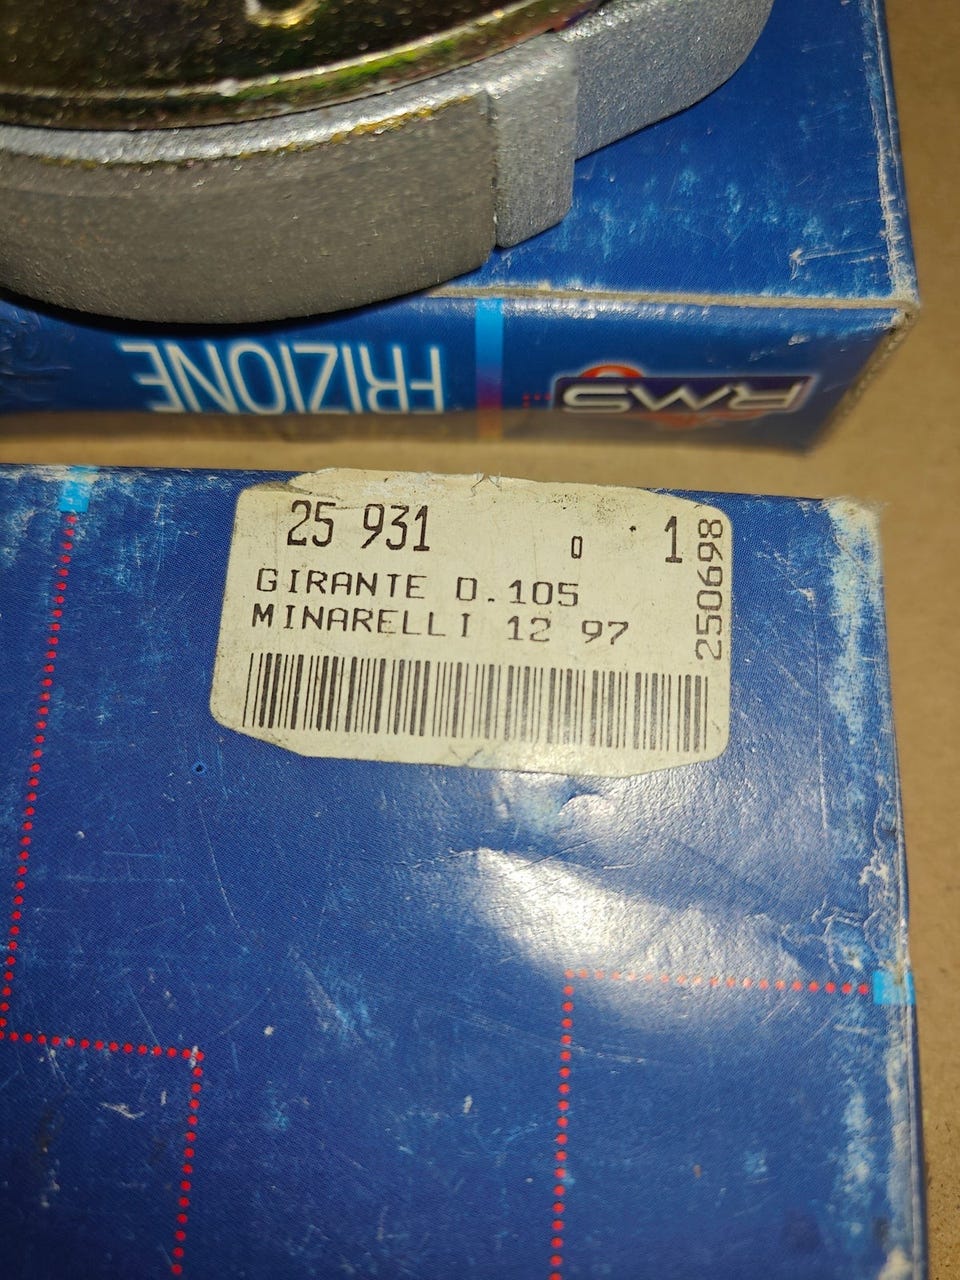 FRIZIONE
RMS
25 931 0 1
GIRANTE D.105
MINARELLI 12 97
250698